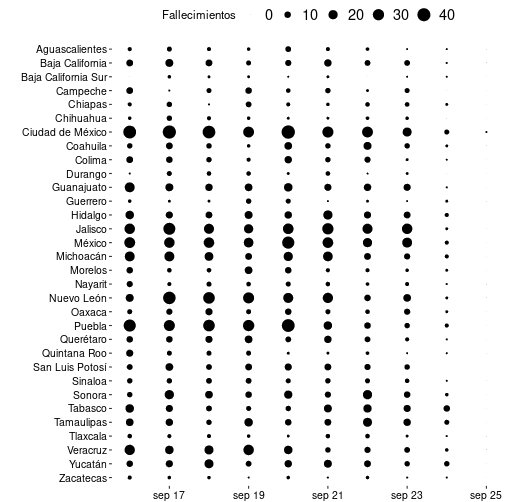 Fallecimientos 0 10 20 30 40
Aguascalientes
Baja California
Baja California Sur
Campeche
Chiapas
Chihuahua
Ciudad de México
Coahuila
Colima
Durango
Guanajuato
Guerrero
Hidalgo
Jalisco
México
Michoacán
Morelos
Nayarit
Nuevo León
Oaxaca
Puebla
Querétaro
Quintana Roo
San Luis Potosí
Sinaloa
Sonora
Tabasco
Tamaulipas
Tlaxcala
Veracruz
Yucatán
Zacatecas
sep 17 sep 19 sep 21 sep 23 sep 25